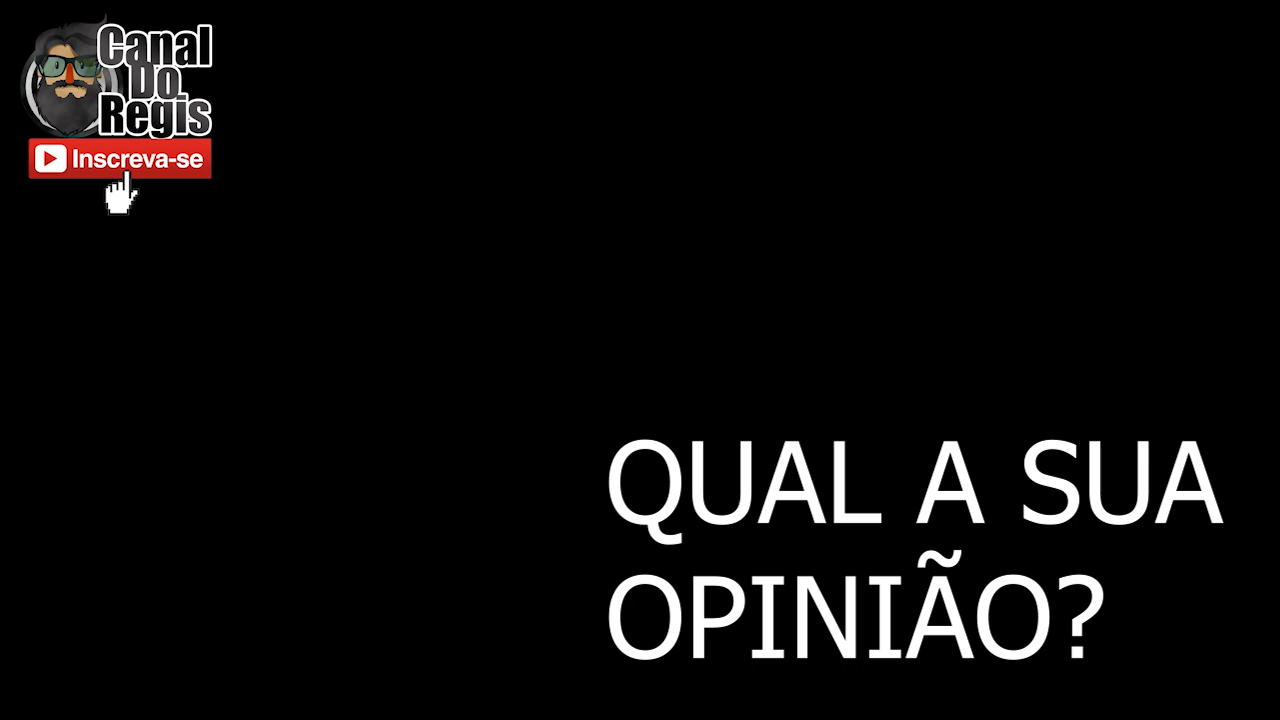 Canal
Do
Regis
Inscreva-se
QUAL A SUA
OPINIÃO?